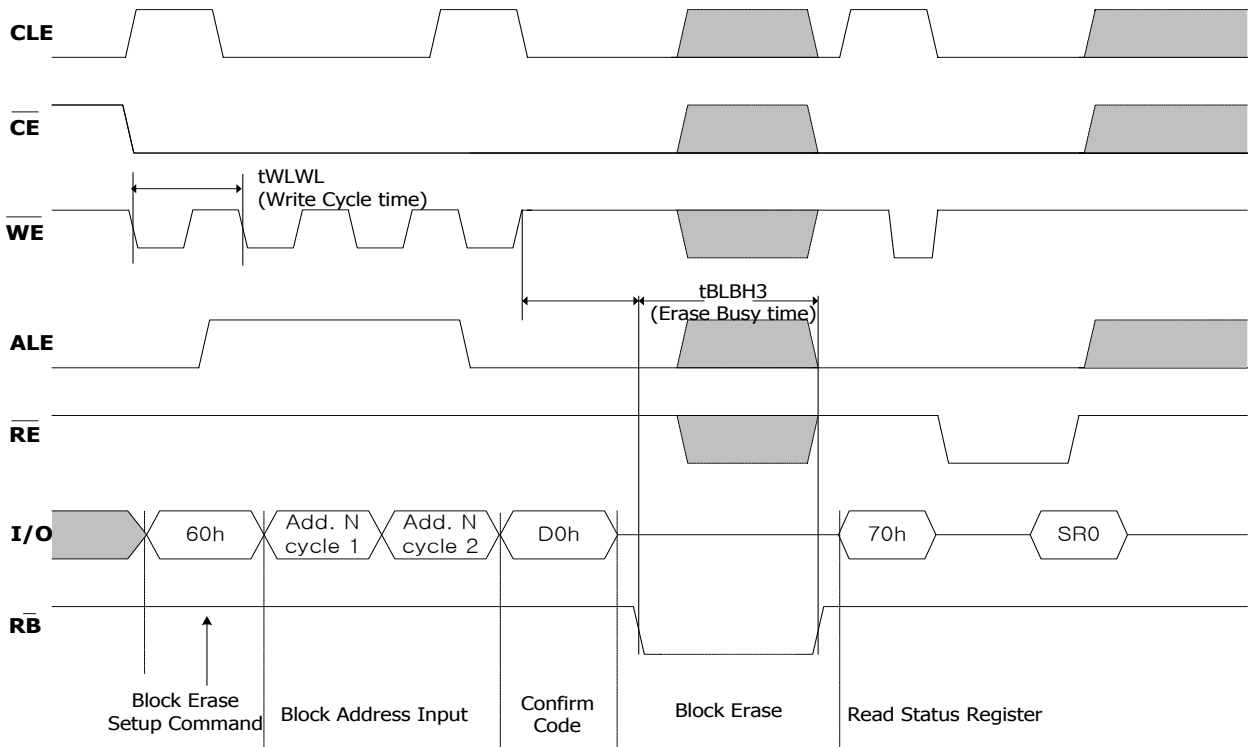 CLE
CE
tWLWL
(Write Cycle time)
WE
tBLBH3
(Erase Busy time)
ALE
RE
I/O
60h
Add. N
cycle 1
Add. N
cycle 2
D0h
70h
SR0
RB
Block Erase
Setup Command
Block Address Input
Confirm
Code
Block Erase
Read Status Register